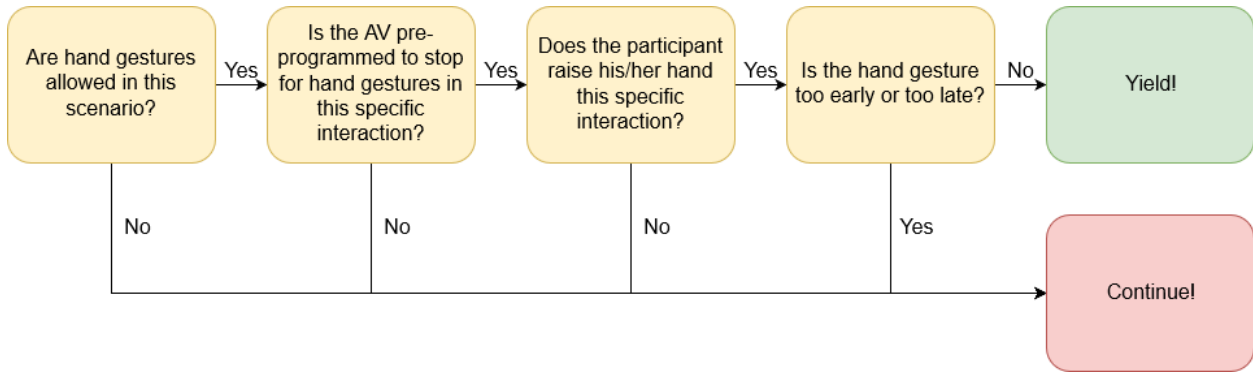 Are hand gestures
allowed in this
scenario?
Yes
Is the AV pre-
programmed to stop
for hand gestures in
this specific
interaction?
Yes
Does the participant
raise his/her hand
this specific
interaction?
Yes
Is the hand gesture
too early or too late?
No
Yield!
No
No
No
Yes
Continue!